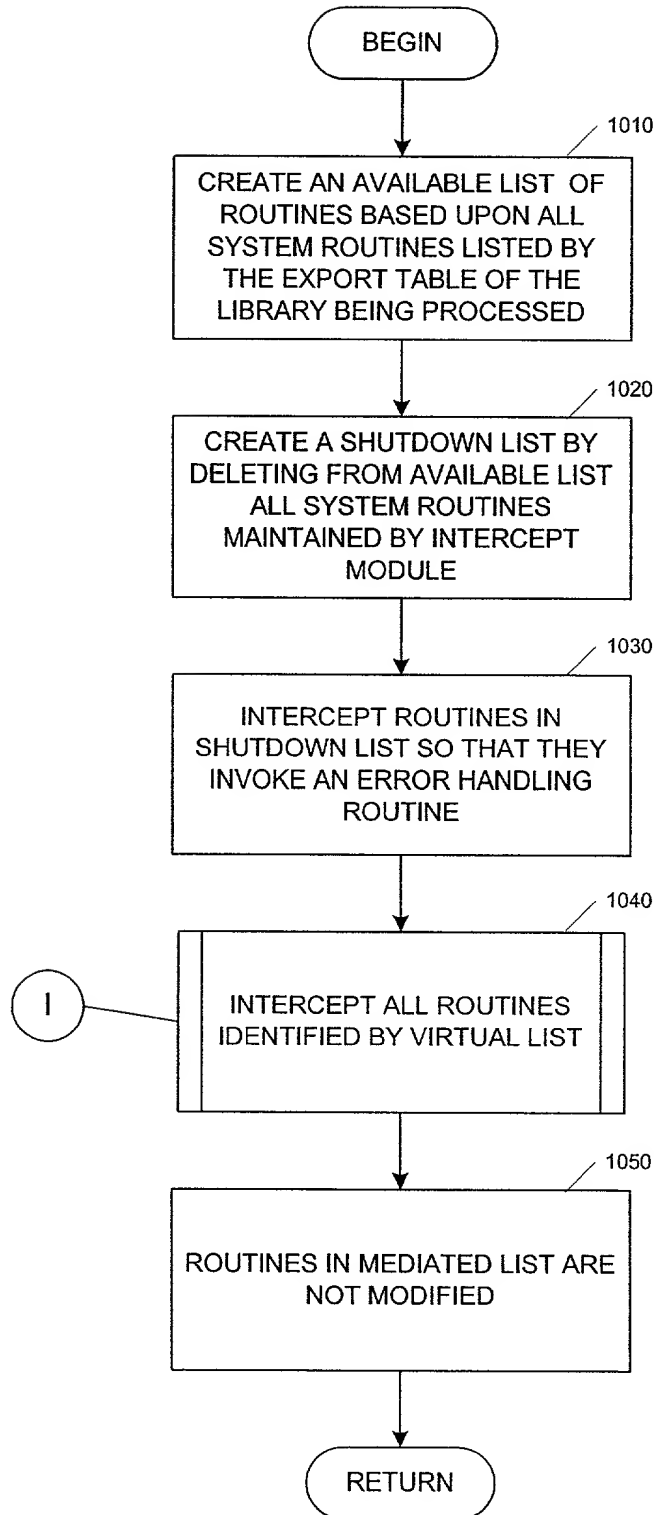 BEGIN
1010
CREATE AN AVAILABLE LIST OF
ROUTINES BASED UPON ALL
SYSTEM ROUTINES LISTED BY
THE EXPORT TABLE OF THE
LIBRARY BEING PROCESSED
1020
CREATE A SHUTDOWN LIST BY
DELETING FROM AVAILABLE LIST
ALL SYSTEM ROUTINES
MAINTAINED BY INTERCEPT
MODULE
1030
INTERCEPT ROUTINES IN
SHUTDOWN LIST SO THAT THEY
INVOKE AN ERROR HANDLING
ROUTINE
1040
I
INTERCEPT ALL ROUTINES
IDENTIFIED BY VIRTUAL LIST
1050
ROUTINES IN MEDIATED LIST ARE
NOT MODIFIED
RETURN